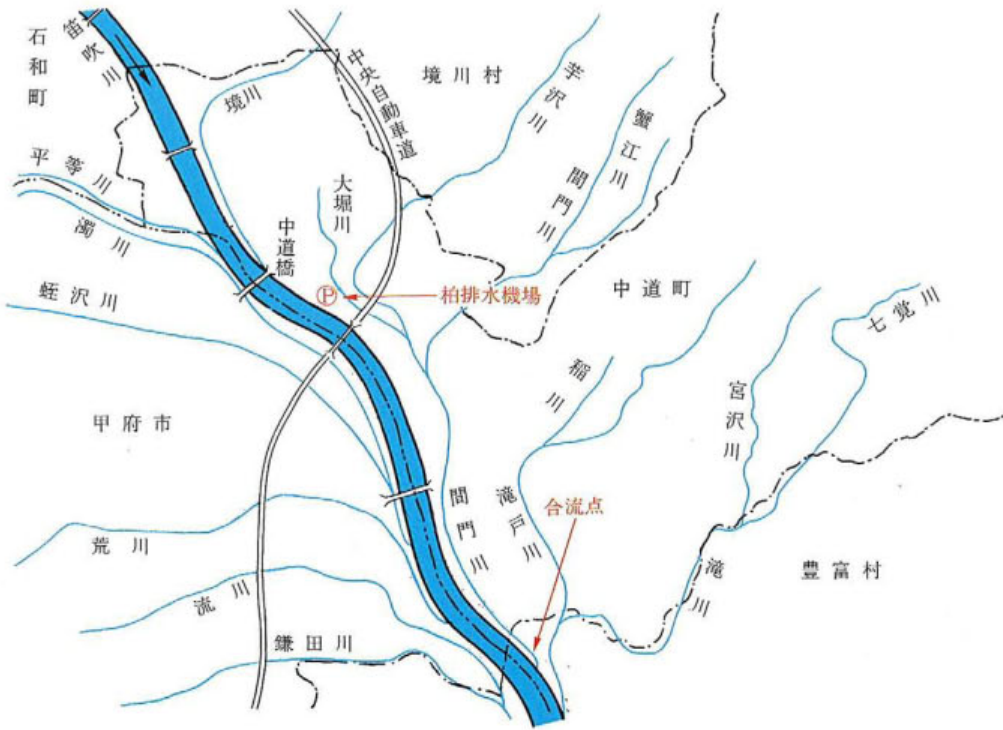 笛吹川
石和町
境川
中央自動車道
境川村
芋沢川
蟹江川
間門川
平等川
濁川
大堀川
中道橋
蛭沢川
Ⓟ
柏排水機場
中道町
七覚川
稲川
宮沢川
甲府市
間門川
滝戸川
合流点
荒川
滝川
豊富村
流川
鎌田川